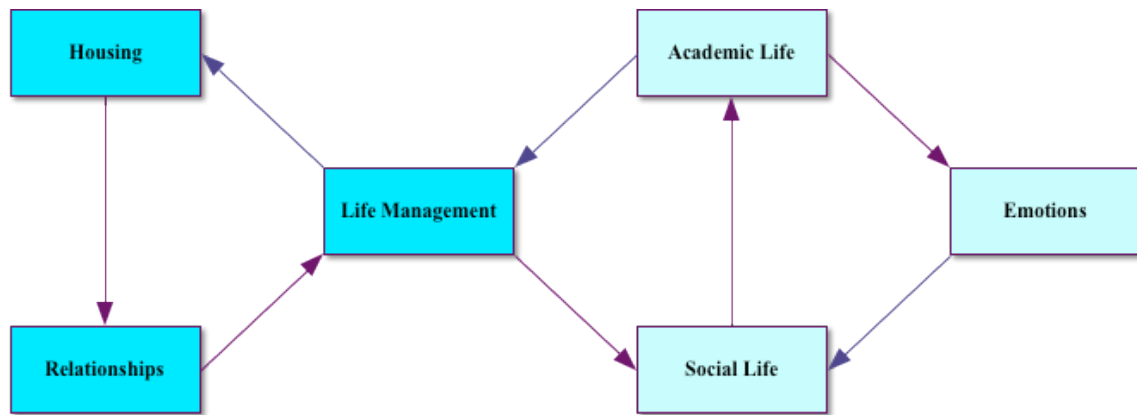 Housing
Academic Life
Life Management
Emotions
Relationships
Social Life